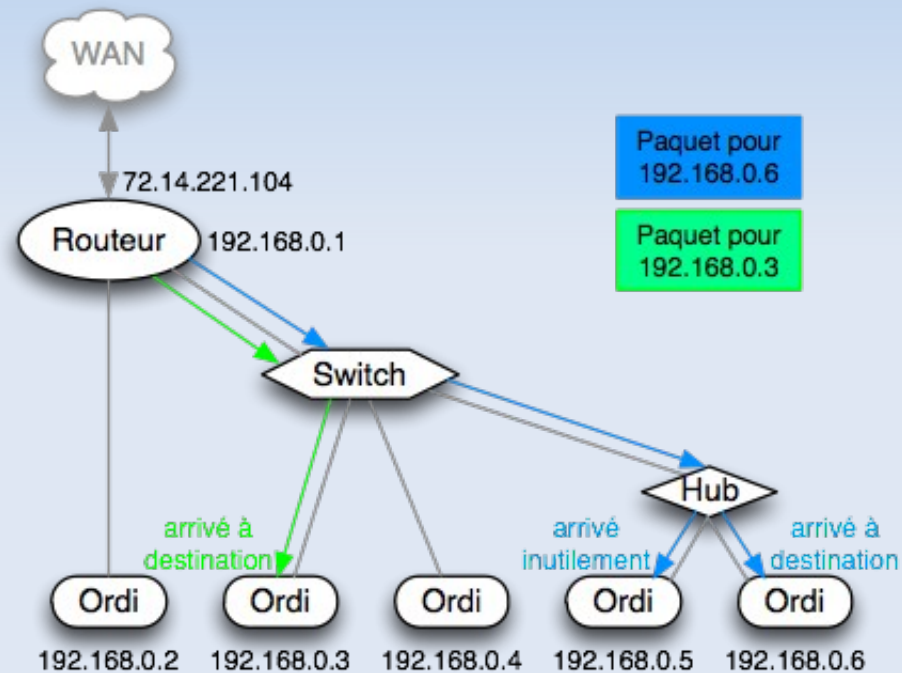 WAN
72.14.221.104
Routeur
192.168.0.1
Paquet pour
192.168.0.6
Paquet pour
192.168.0.3
Switch
Hub
arrivé à
destination
arrivé
inutilement
arrivé à
destination
Ordi
Ordi
Ordi
Ordi
Ordi
192.168.0.2
192.168.0.3
192.168.0.4
192.168.0.5
192.168.0.6